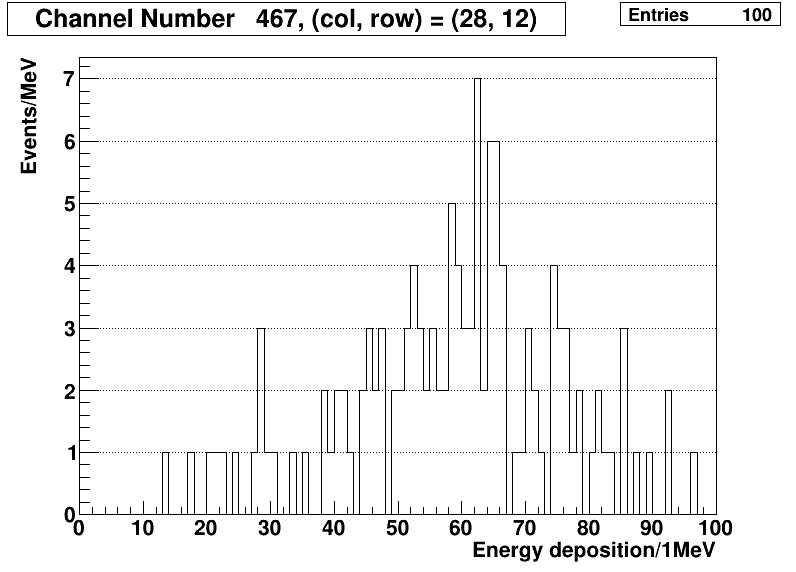 Channel Number 467, (col, row) = (28, 12)
Entries 100
Events/MeV
7
6
5
4
3
2
1
0
0 10 20 30 40 50 60 70 80 90 100
Energy deposition/1MeV